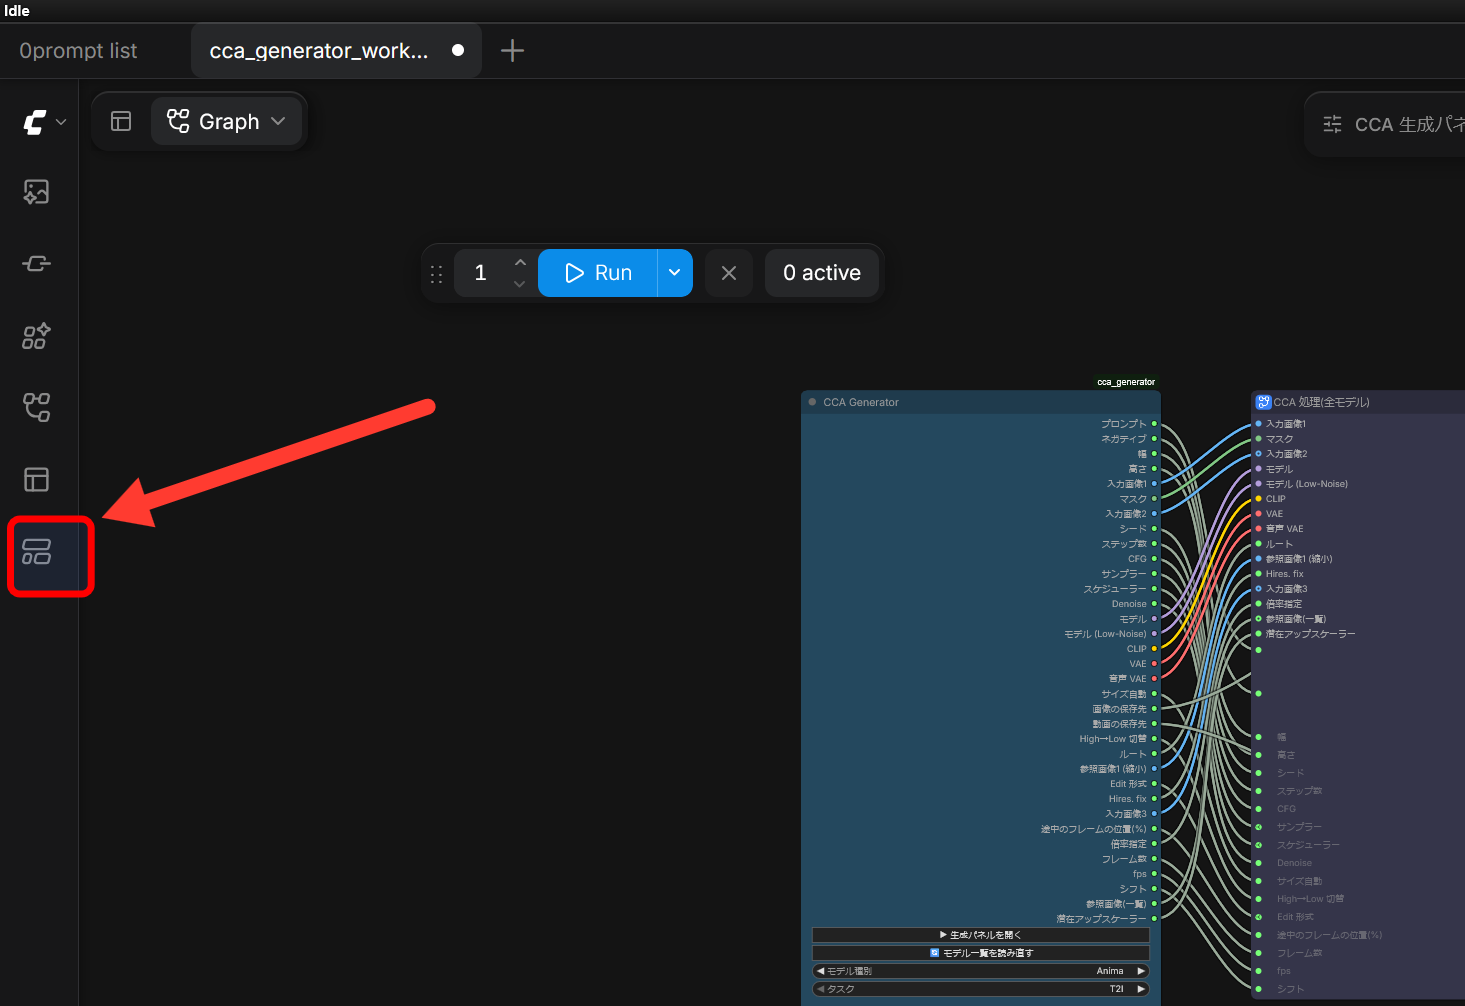 Idle
0prompt list
cca_generator_work...
Graph
CCA 生成パネ
1
Run
0 active
cca_generator
CCA Generator
プロンプト
ネガティブ
幅
高さ
入力画像1
マスク
入力画像2
シード
ステップ数
CFG
サンプラー
スケジューラー
Denoise
モデル
モデル (Low-Noise)
CLIP
VAE
音声 VAE
サイズ自動
画像の保存先
動画の保存先
High→Low 切替
ルート
参照画像1 (縮小)
Edit 形式
Hires. fix
入力画像3
途中のフレームの位置(%)
倍率指定
フレーム数
fps
シフト
参照画像(一覧)
潜在アップスケーラー
▶ 生成パネルを開く
モデル一覧を読み直す
モデル種別 Anima
タスク T2I
CCA 処理(全モデル)
入力画像1
マスク
入力画像2
モデル
モデル (Low-Noise)
CLIP
VAE
音声 VAE
ルート
参照画像1 (縮小)
Hires. fix
入力画像3
倍率指定
参照画像(一覧)
潜在アップスケーラー
幅
高さ
シード
ステップ数
CFG
サンプラー
スケジューラー
Denoise
サイズ自動
High→Low 切替
Edit 形式
途中のフレームの位置(%)
フレーム数
fps
シフト